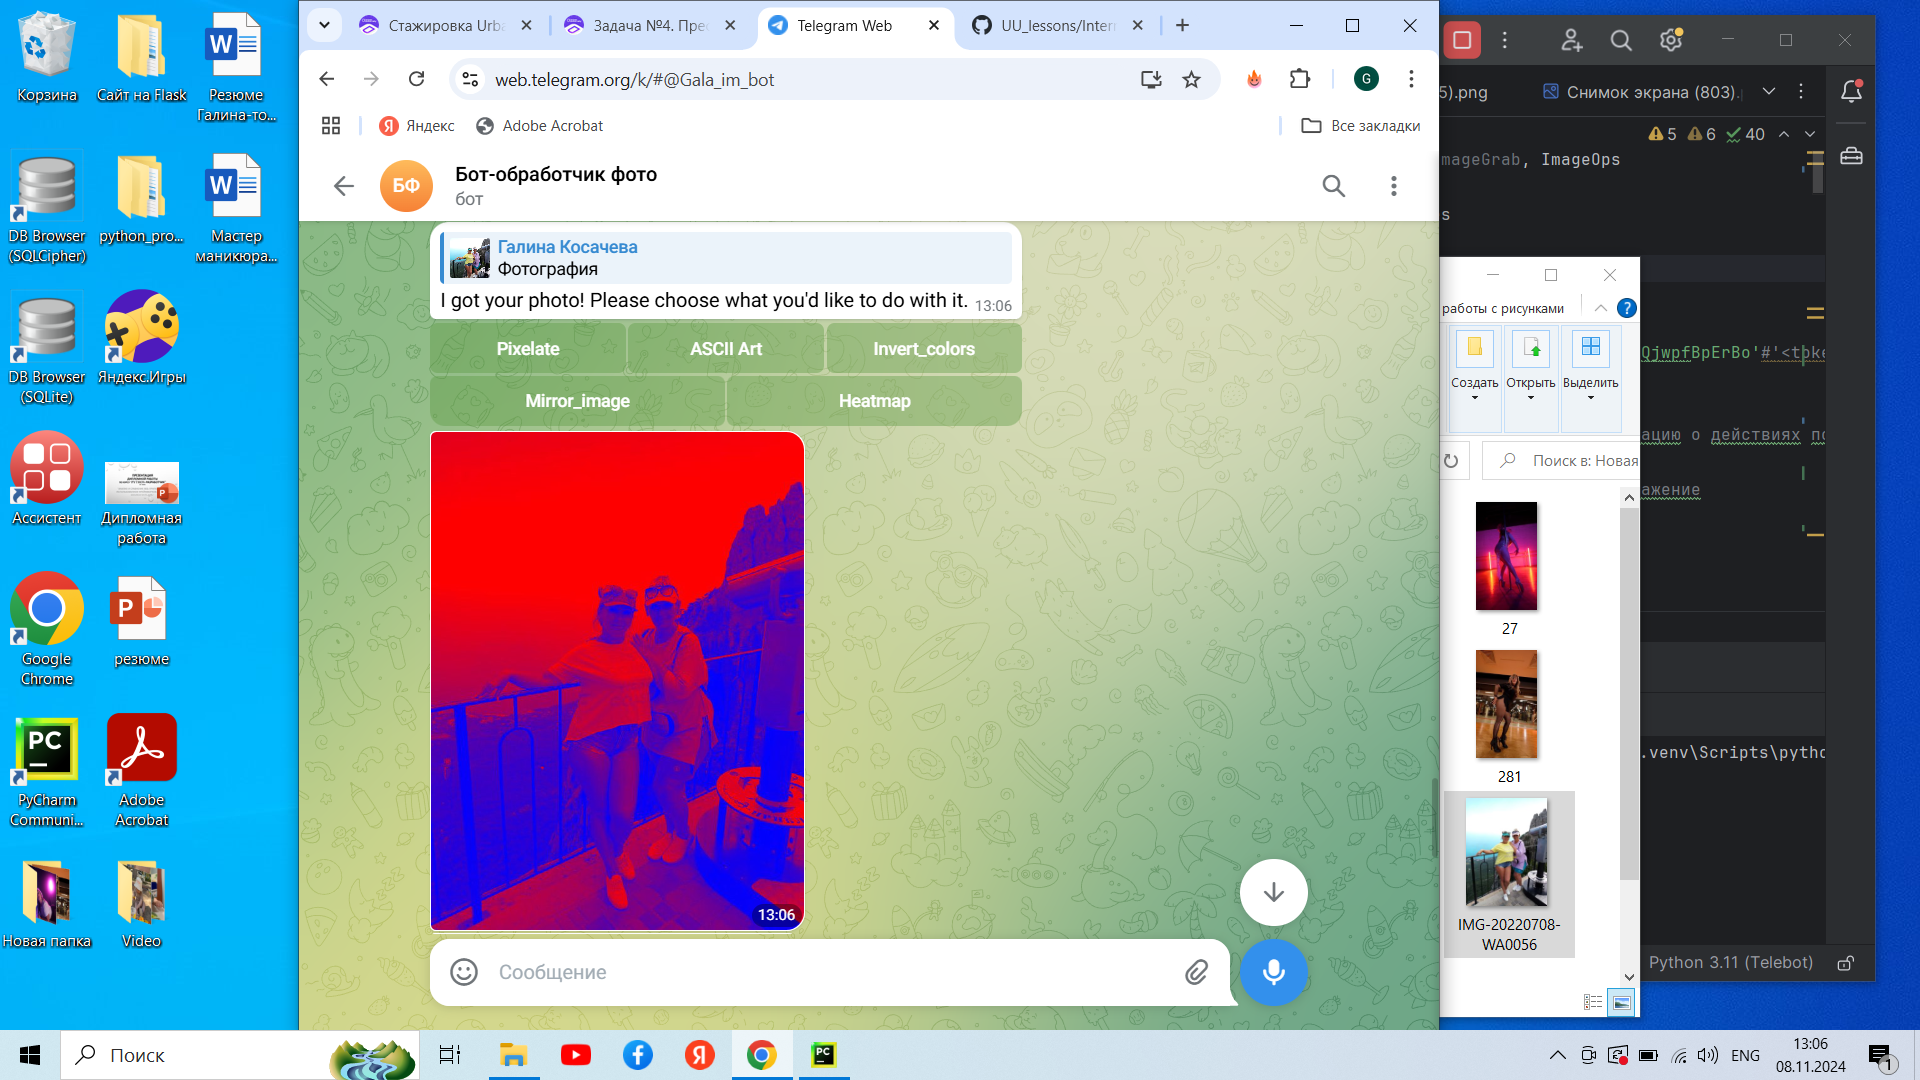 Корзина
Сайт на Flask
Резюме
Галина-то...
DB Browser
(SQLCipher)
python_pro...
Мастер
маникюра...
DB Browser
(SQLite)
Яндекс.Игры
Ассистент
Дипломная
работа
Google
Chrome
резюме
PyCharm
Communi...
Adobe
Acrobat
Новая папка
Video
Стажировка Urba
Задача №4. Пре
Telegram Web
UU_lessons/Inter
web.telegram.org/k/#@Gala_im_bot
G
Яндекс
Adobe Acrobat
Все закладки
БФ
Бот-обработчик фото
бот
Галина Косачева
Фотография
I got your photo! Please choose what you'd like to do with it. 13:06
Pixelate
ASCII Art
Invert_colors
Mirror_image
Heatmap
13:06
Сообщение
5).png
Снимок экрана (803).
5 6 40
mageGrab, ImageOps
s
работы с рисунками
QjwpfBpErBo'#'<toke
Создать
Открыть
Выделить
ацию о действиях по
Поиск в: Новая
ажение
27
281
.venv\Scripts\pytho
IMG-20220708-
WA0056
Python 3.11 (Telebot)
Поиск
ENG
13:06
08.11.2024
1